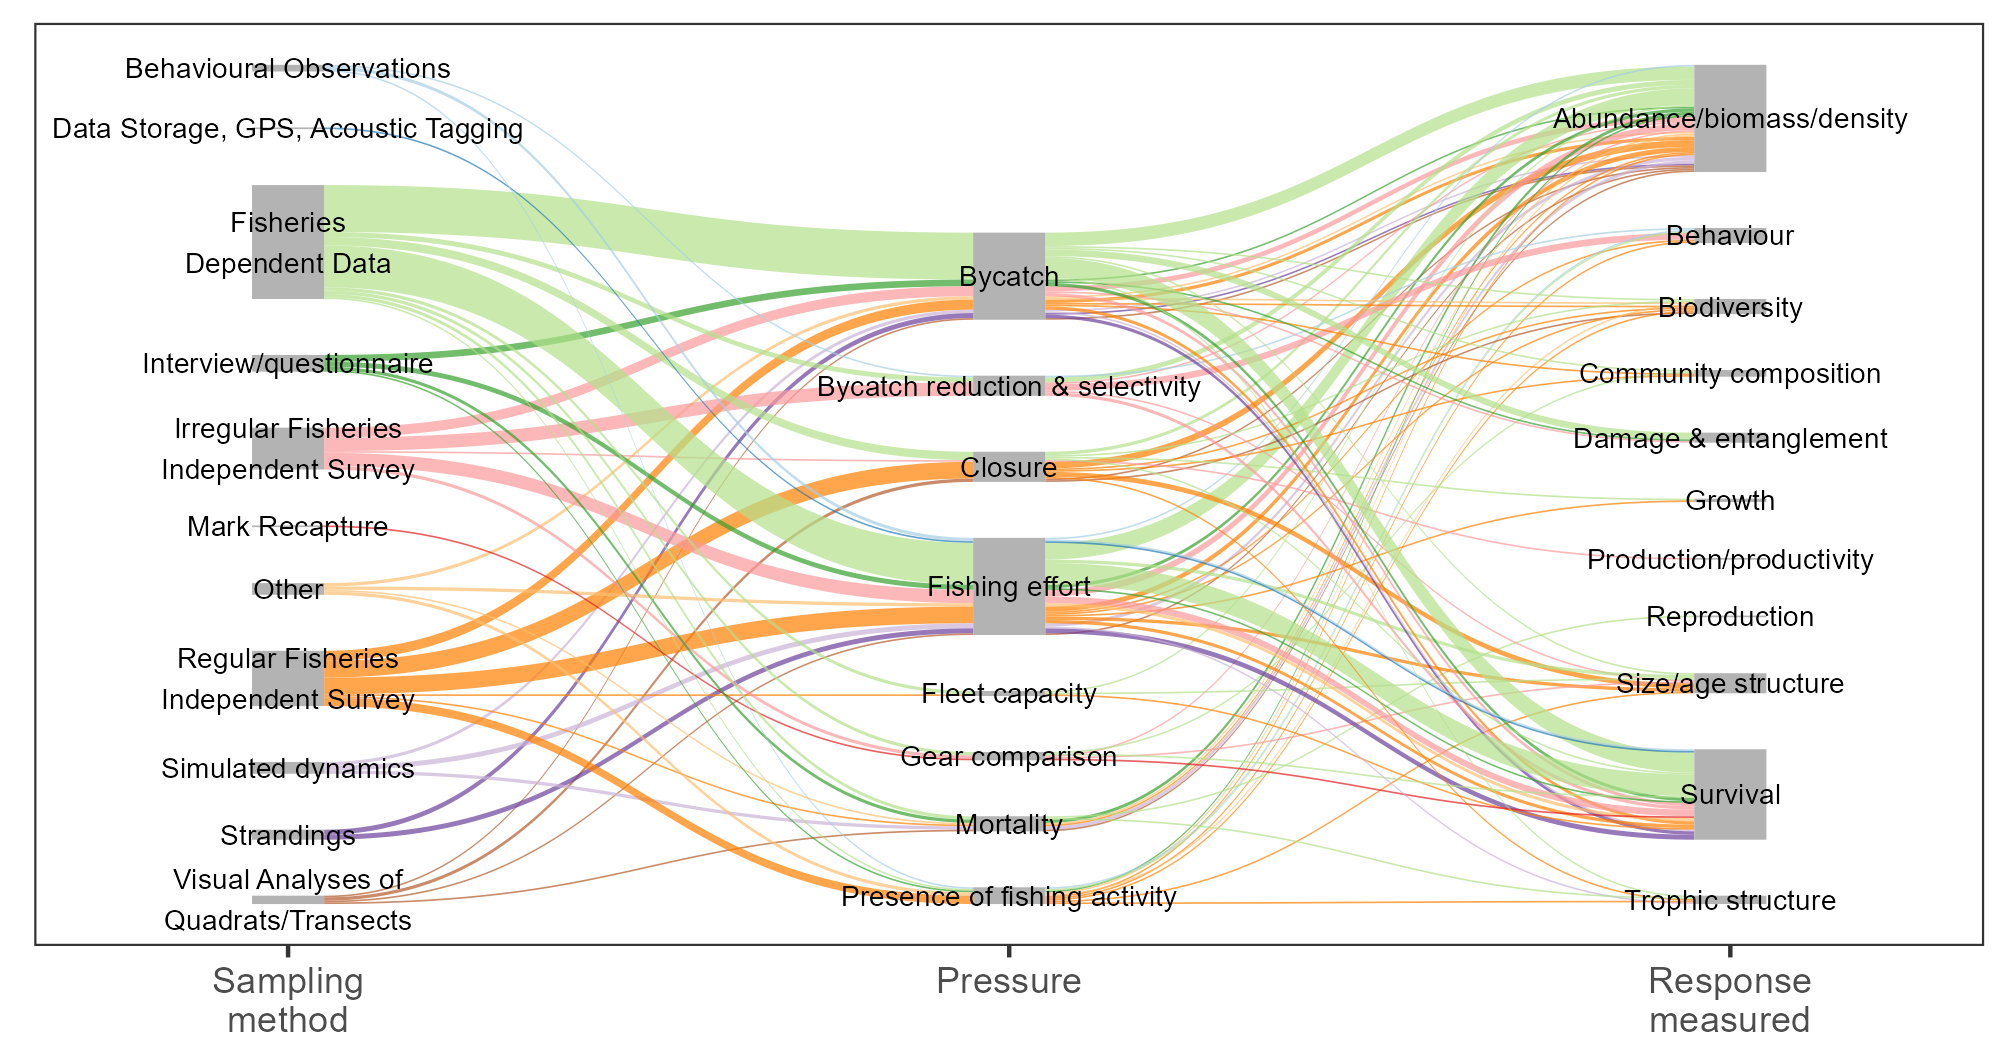 Behavioural Observations
Data Storage, GPS, Acoustic Tagging
Fisheries
Dependent Data
Interview/questionnaire
Irregular Fisheries
Independent Survey
Mark Recapture
Other
Regular Fisheries
Independent Survey
Simulated dynamics
Strandings
Visual Analyses of
Quadrats/Transects
Bycatch
Bycatch reduction & selectivity
Closure
Fishing effort
Fleet capacity
Gear comparison
Mortality
Presence of fishing activity
Abundance/biomass/density
Behaviour
Biodiversity
Community composition
Damage & entanglement
Growth
Production/productivity
Reproduction
Size/age structure
Survival
Trophic structure
Sampling
method
Pressure
Response
measured